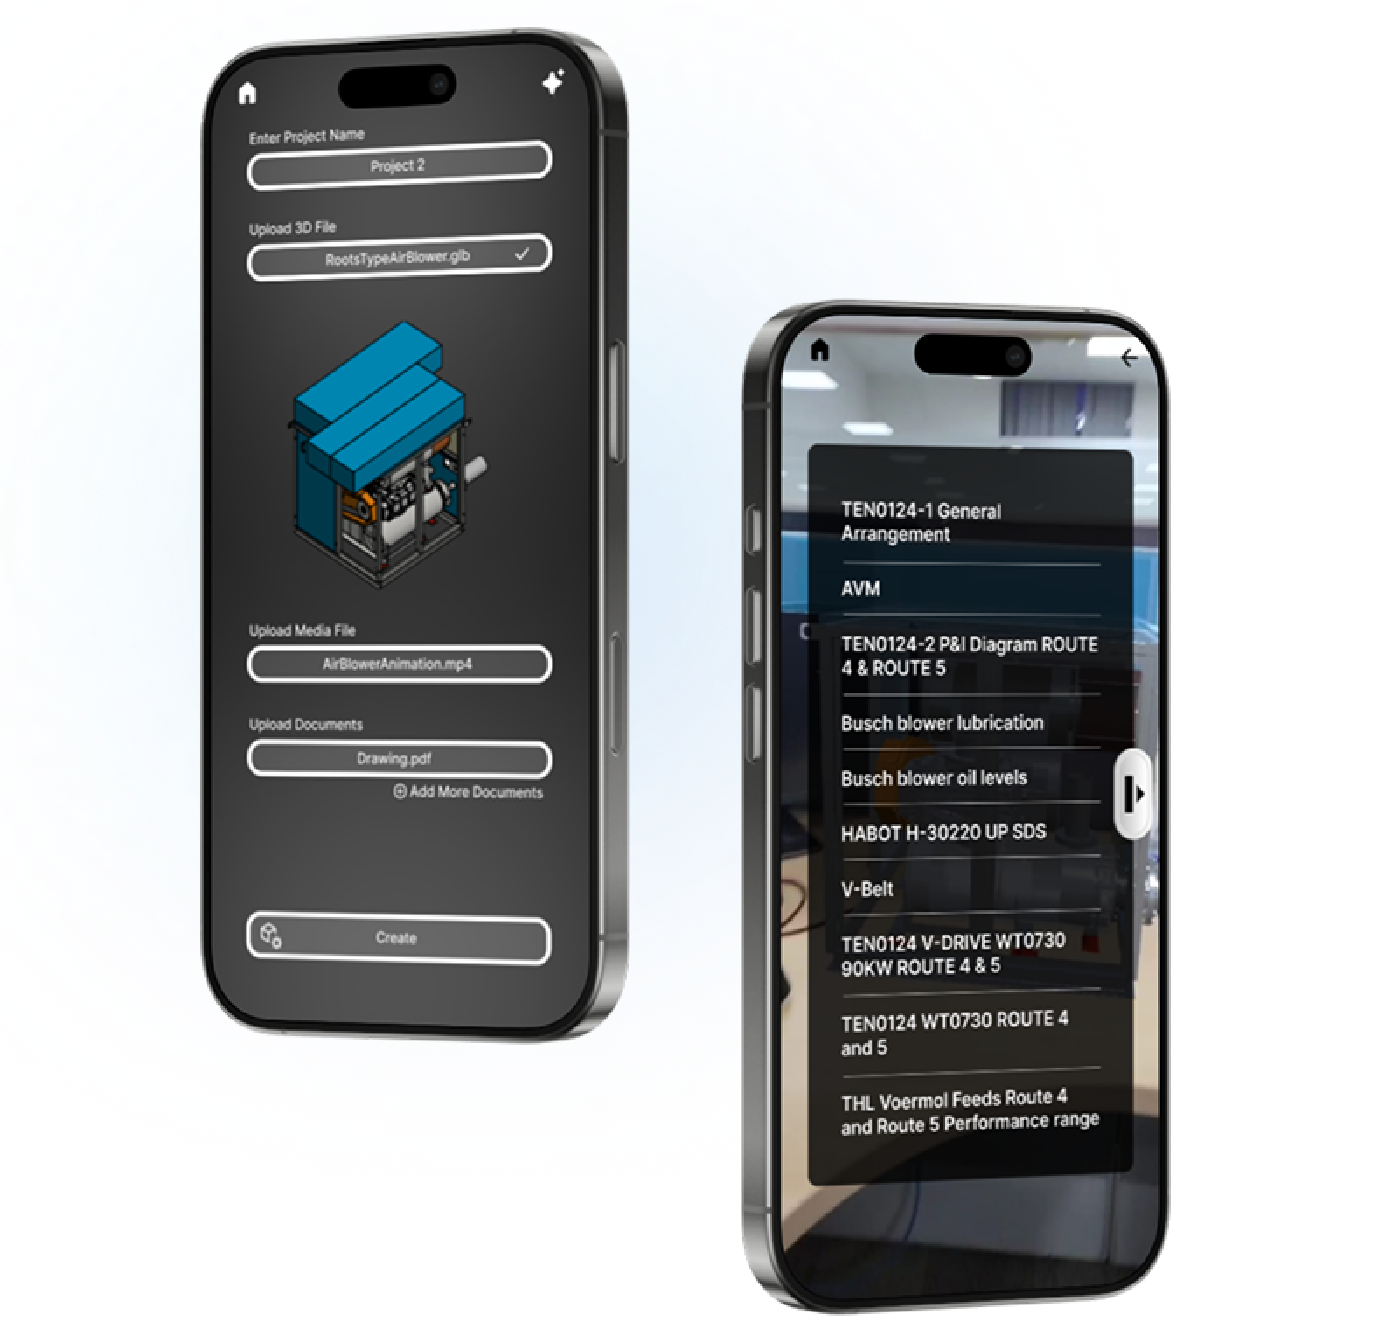 Enter Project Name
Project 2
Upload 3D File
RootsTypeAirBlower.glb
Upload Media File
AirBlowerAnimation.mp4
Upload Documents
Drawing.pdf
Add More Documents
Create
TEN0124-1 General
Arrangement
AVM
TEN0124-2 P&I Diagram ROUTE
4 & ROUTE 5
Busch blower lubrication
Busch blower oil levels
HABOT H-30220 UP SDS
V-Belt
TEN0124 V-DRIVE WT0730
90KW ROUTE 4 & 5
TEN0124 WT0730 ROUTE 4
and 5
THL Voermol Feeds Route 4
and Route 5 Performance range